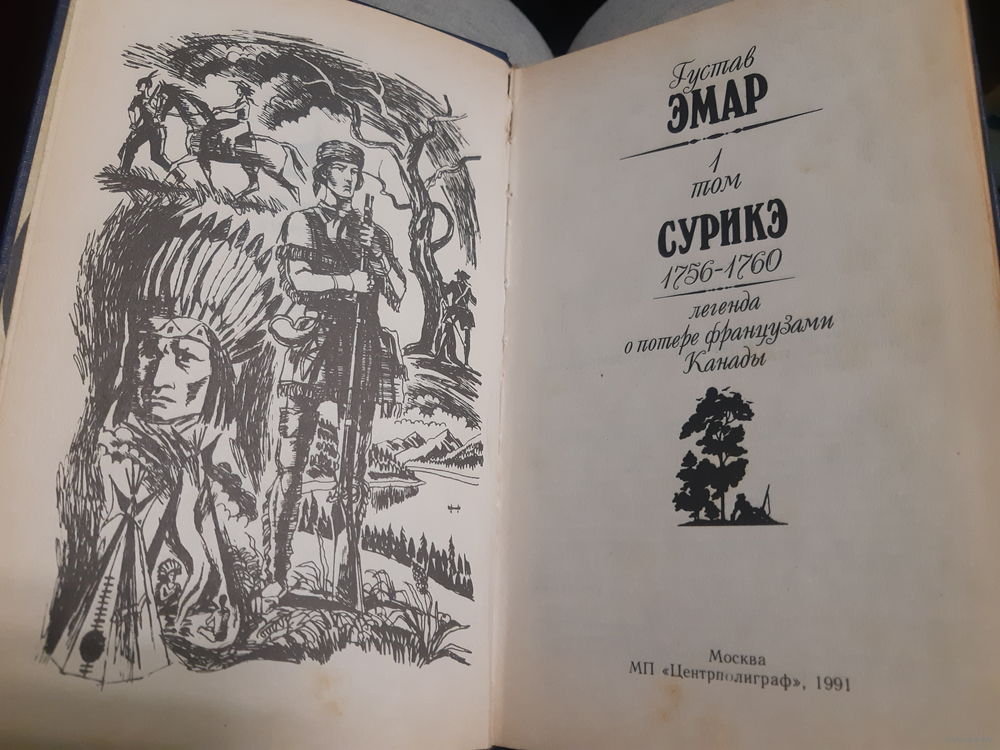 Густав
ЭМАР
1
том
СУРИКЭ
1756-1760
легенда
о потере французами
Канады
Москва
МП «Центрполиграф», 1991